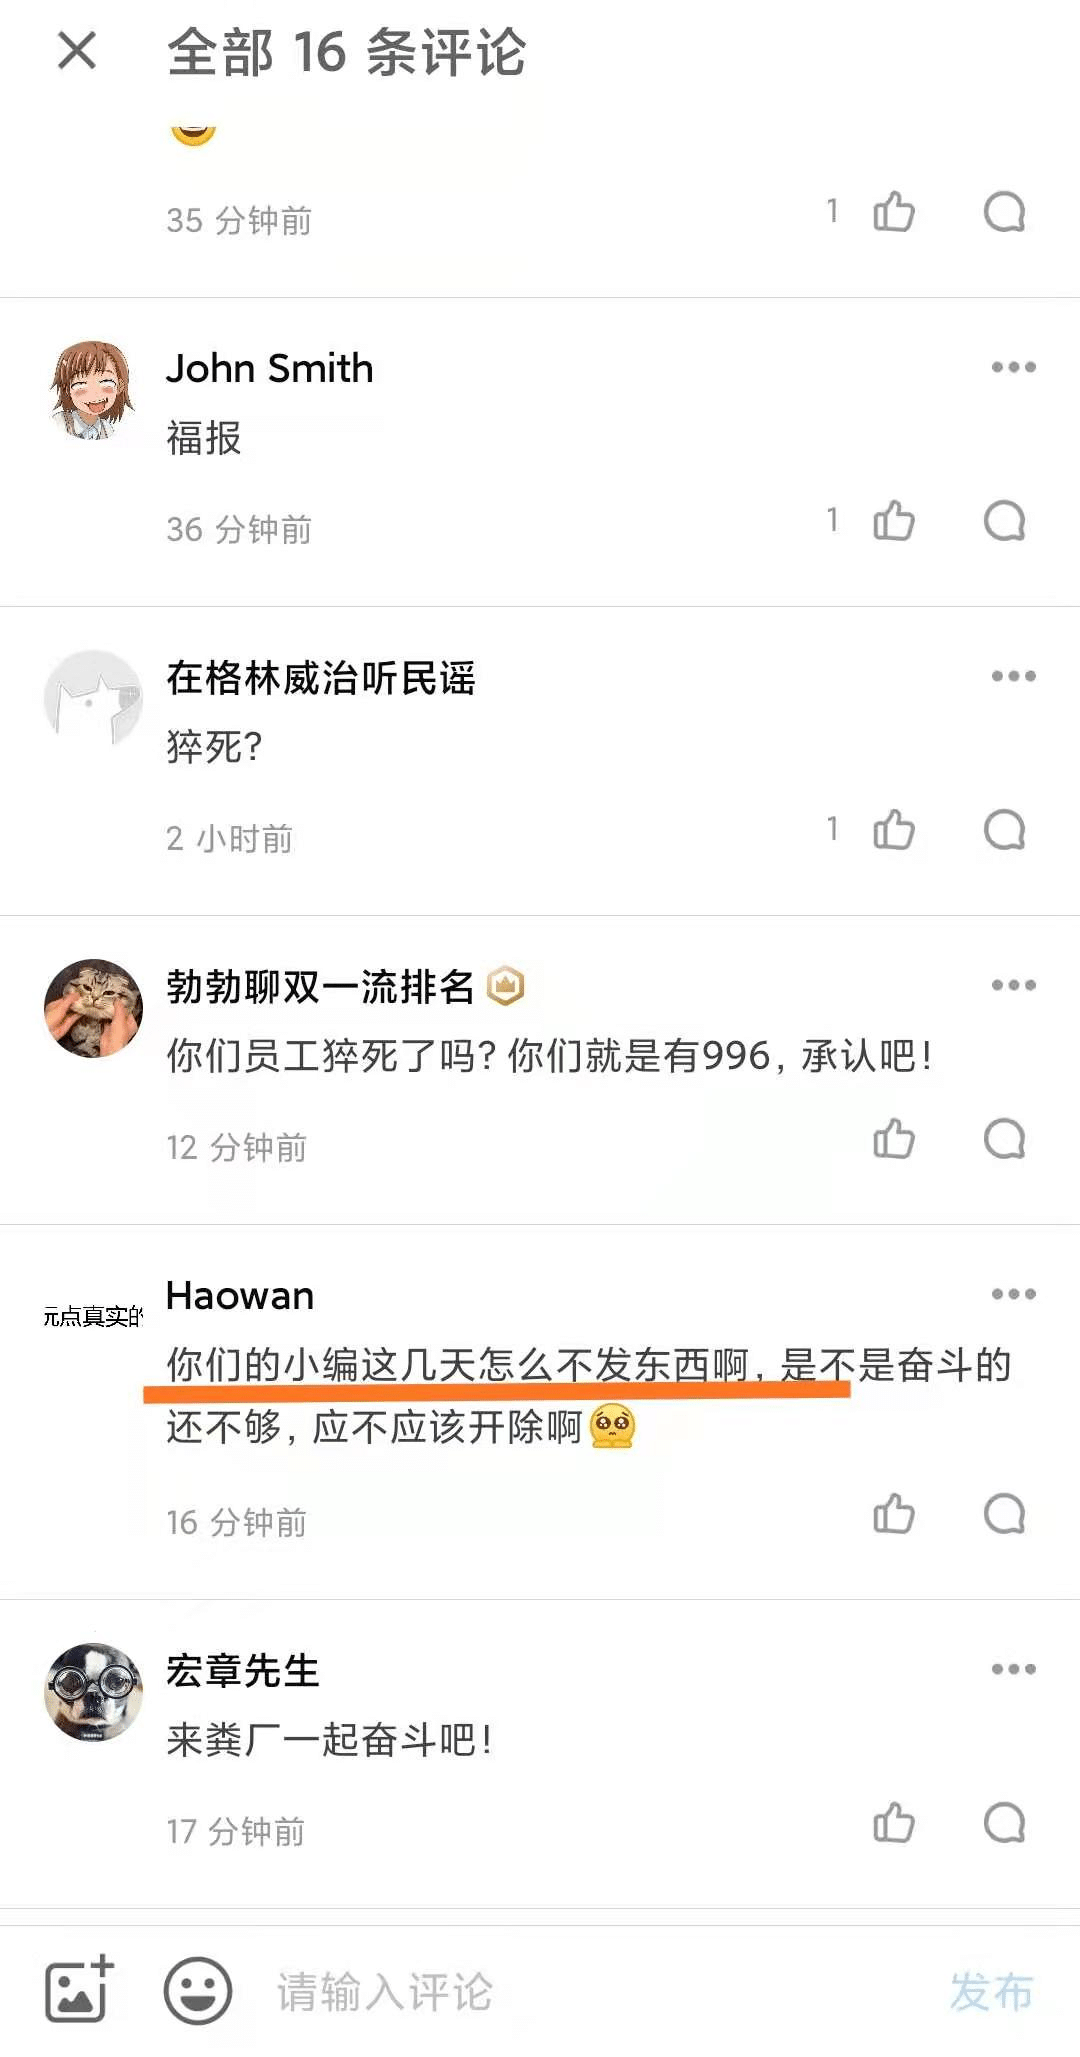 全部 16 条评论
35 分钟前
1
John Smith
福报
36 分钟前
1
在格林威治听民谣
猝死?
2 小时前
1
勃勃聊双一流排名
你们员工猝死了吗? 你们就是有996, 承认吧!
12 分钟前
Haowan
元点真实的
你们的小编这几天怎么不发东西啊, 是不是奋斗的
还不够, 应不应该开除啊
16 分钟前
宏章先生
来粪厂一起奋斗吧!
17 分钟前
请输入评论
发布